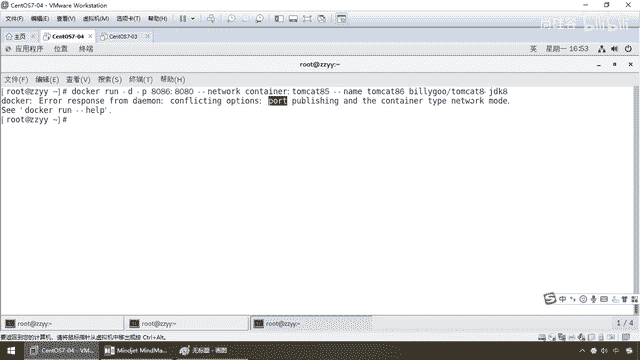 CentOS7-04 - VMware Workstation
文件(F) 编辑(E) 查看(V) 虚拟机(M) 选项卡(T) 帮助(H)
尚硅谷 bilibili
主页 CentOS7-04 CentOS7-03
应用程序 位置 终端 英 星期一 16:53
root@zzyy:~
文件(F) 编辑(E) 查看(V) 搜索(S) 终端(T) 帮助(H)
[root@zzyy ~]# docker run -d -p 8086:8080 --network container:tomcat85 --name tomcat86 billygoo/tomcat8-jdk8
docker: Error response from daemon: conflicting options: port publishing and the container type network mode.
See 'docker run --help'.
[root@zzyy ~]#
中
root@zzyy:~ root@zzyy:~ root@zzyy:~ 1 / 4
要返回到您的计算机，请将鼠标指针从虚拟机中移出或按 Ctrl+Alt。
CentOS7-04 - VM... Mindjet MindMa... 无标题 - 画图 中